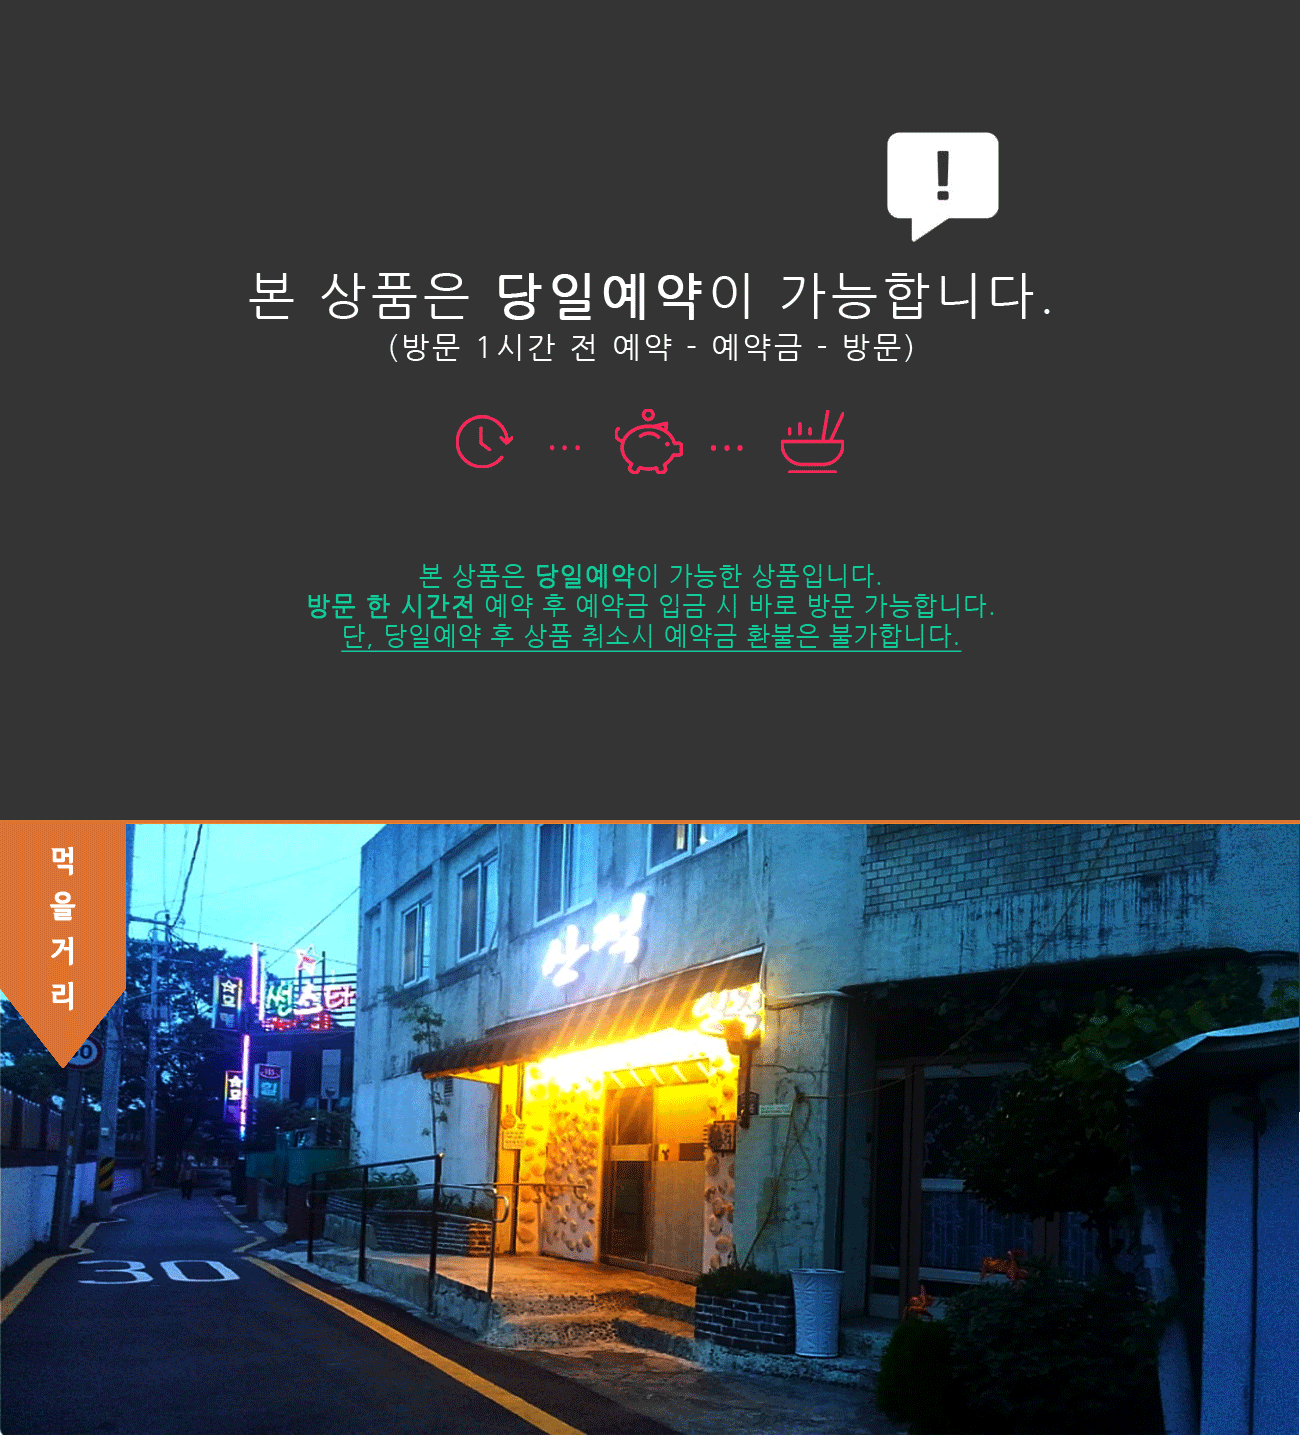 !
본 상품은 당일예약이 가능합니다.
(방문 1시간 전 예약 - 예약금 - 방문)
본 상품은 당일예약이 가능한 상품입니다.
방문 한 시간전 예약 후 예약금 입금 시 바로 방문 가능합니다.
단, 당일예약 후 상품 취소시 예약금 환불은 불가합니다.
먹을거리
산적
산적
썬스타
30